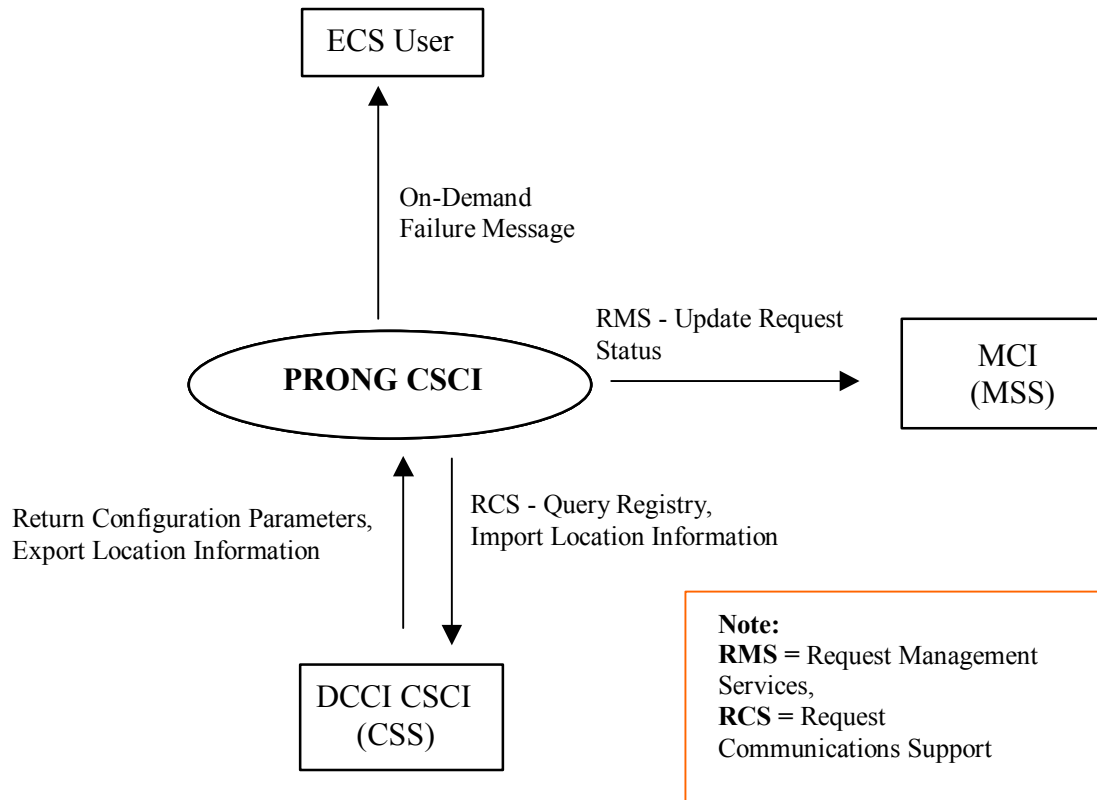 ECS User
On-Demand
Failure Message
RMS - Update Request
Status
PRONG CSCI
MCI
(MSS)
Return Configuration Parameters,
Export Location Information
RCS - Query Registry,
Import Location Information
DCCI CSCI
(CSS)
Note:
RMS = Request Management
Services,
RCS = Request
Communications Support